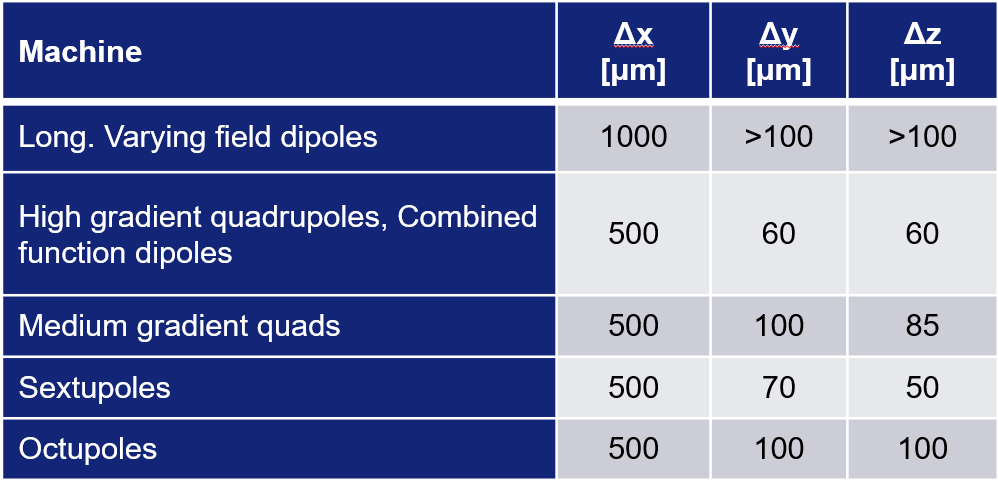 Machine Δx [µm] Δy [µm] Δz [µm]
Long. Varying field dipoles 1000 >100 >100
High gradient quadrupoles, Combined function dipoles 500 60 60
Medium gradient quads 500 100 85
Sextupoles 500 70 50
Octupoles 500 100 100